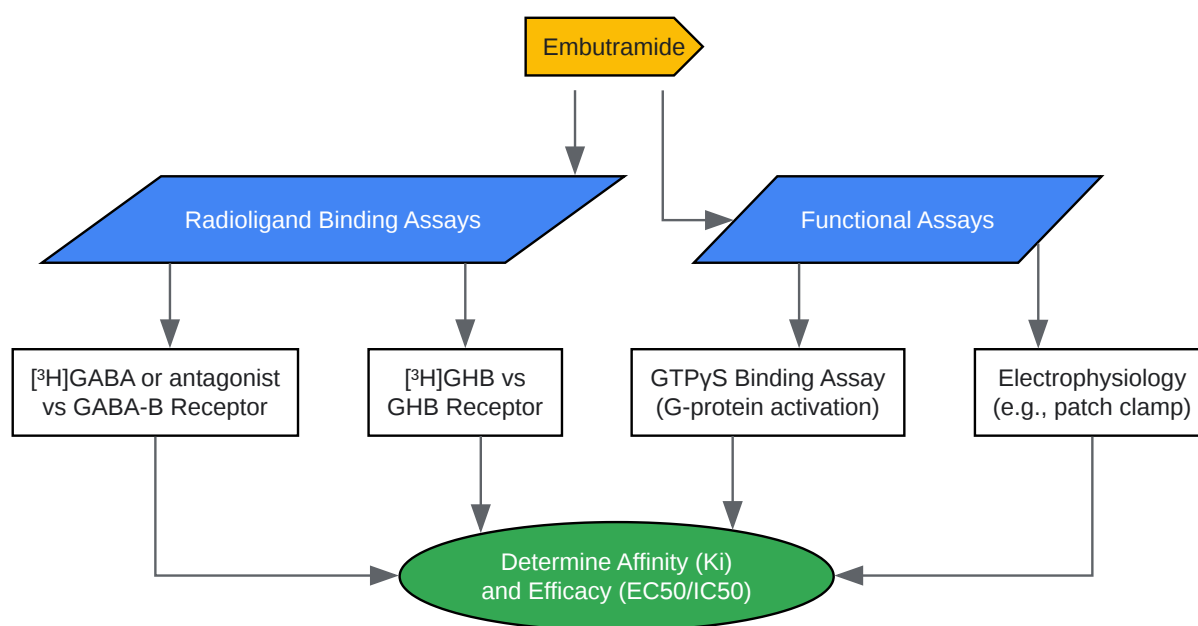 Embutramide
Radioligand Binding Assays
Functional Assays
[³H]GABA or antagonist
vs GABA-B Receptor
[³H]GHB vs
GHB Receptor
GTPγS Binding Assay
(G-protein activation)
Electrophysiology
(e.g., patch clamp)
Determine Affinity (Ki)
and Efficacy (EC50/IC50)